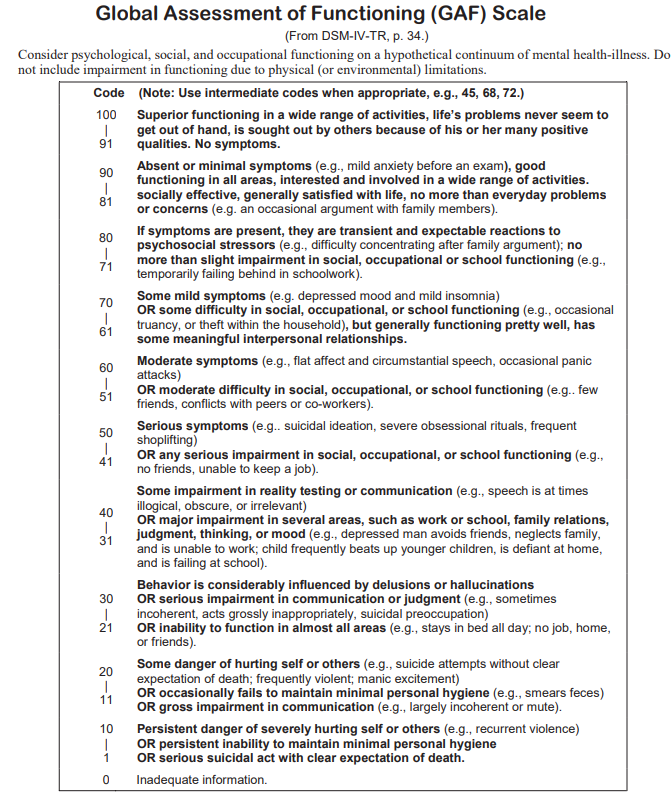 Global Assessment of Functioning (GAF) Scale
(From DSM-IV-TR, p. 34.)
Consider psychological, social, and occupational functioning on a hypothetical continuum of mental health-illness. Do
not include impairment in functioning due to physical (or environmental) limitations.
Code (Note: Use intermediate codes when appropriate, e.g., 45, 68, 72.)
100
|
91
Superior functioning in a wide range of activities, life's problems never seem to
get out of hand, is sought out by others because of his or her many positive
qualities. No symptoms.
90
|
81
Absent or minimal symptoms (e.g., mild anxiety before an exam), good
functioning in all areas, interested and involved in a wide range of activities.
socially effective, generally satisfied with life, no more than everyday problems
or concerns (e.g. an occasional argument with family members).
80
|
71
If symptoms are present, they are transient and expectable reactions to
psychosocial stressors (e.g., difficulty concentrating after family argument); no
more than slight impairment in social, occupational or school functioning (e.g.,
temporarily failing behind in schoolwork).
70
|
61
Some mild symptoms (e.g. depressed mood and mild insomnia)
OR some difficulty in social, occupational, or school functioning (e.g., occasional
truancy, or theft within the household), but generally functioning pretty well, has
some meaningful interpersonal relationships.
60
|
51
Moderate symptoms (e.g., flat affect and circumstantial speech, occasional panic
attacks)
OR moderate difficulty in social, occupational, or school functioning (e.g.. few
friends, conflicts with peers or co-workers).
50
|
41
Serious symptoms (e.g.. suicidal ideation, severe obsessional rituals, frequent
shoplifting)
OR any serious impairment in social, occupational, or school functioning (e.g.,
no friends, unable to keep a job).
40
|
31
Some impairment in reality testing or communication (e.g., speech is at times
illogical, obscure, or irrelevant)
OR major impairment in several areas, such as work or school, family relations,
judgment, thinking, or mood (e.g., depressed man avoids friends, neglects family,
and is unable to work; child frequently beats up younger children, is defiant at home,
and is failing at school).
30
|
21
Behavior is considerably influenced by delusions or hallucinations
OR serious impairment in communication or judgment (e.g., sometimes
incoherent, acts grossly inappropriately, suicidal preoccupation)
OR inability to function in almost all areas (e.g., stays in bed all day; no job, home,
or friends).
20
|
11
Some danger of hurting self or others (e.g., suicide attempts without clear
expectation of death; frequently violent; manic excitement)
OR occasionally fails to maintain minimal personal hygiene (e.g., smears feces)
OR gross impairment in communication (e.g., largely incoherent or mute).
10
|
1
Persistent danger of severely hurting self or others (e.g., recurrent violence)
OR persistent inability to maintain minimal personal hygiene
OR serious suicidal act with clear expectation of death.
0 Inadequate information.